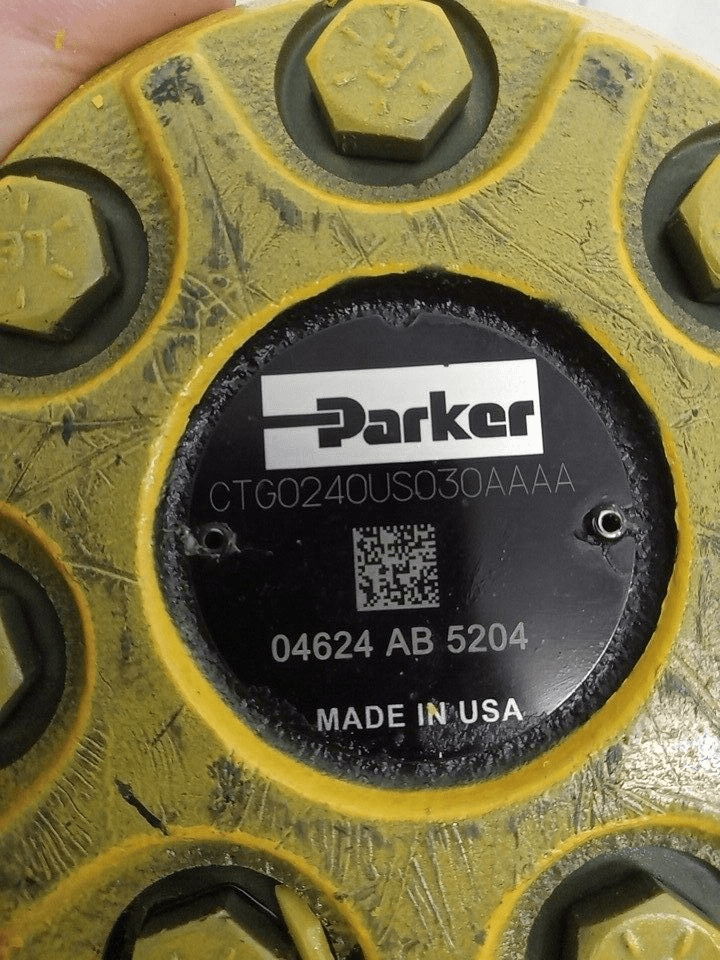 Parker
CTG0240US030AAAA
04624 AB 5204
MADE IN USA